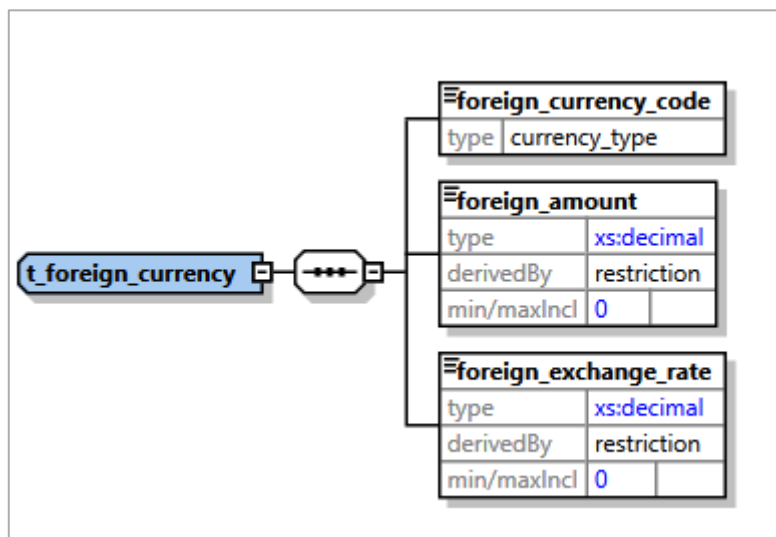 foreign_currency_code
type currency_type
foreign_amount
type xs:decimal
derivedBy restriction
min/maxIncl 0
t_foreign_currency
foreign_exchange_rate
type xs:decimal
derivedBy restriction
min/maxIncl 0